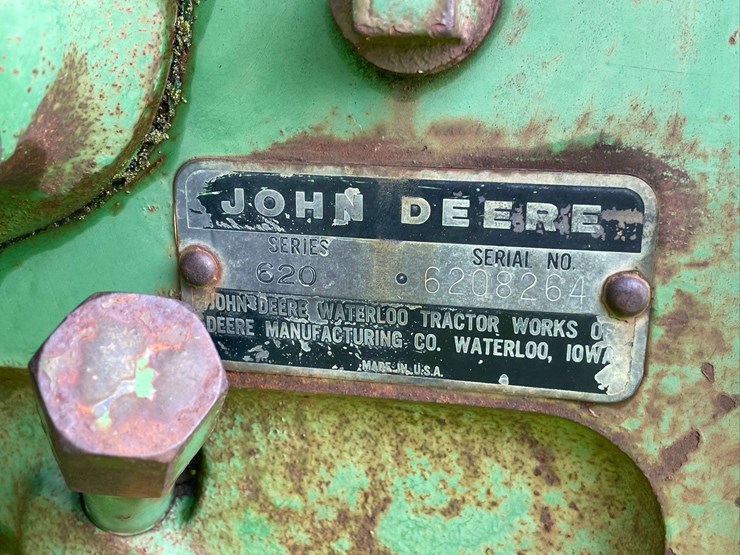 JOHN DEERE
SERIES SERIAL NO.
620 6208264
JOHN DEERE WATERLOO TRACTOR WORKS OF
DEERE MANUFACTURING CO. WATERLOO, IOWA
MADE IN U.S.A.